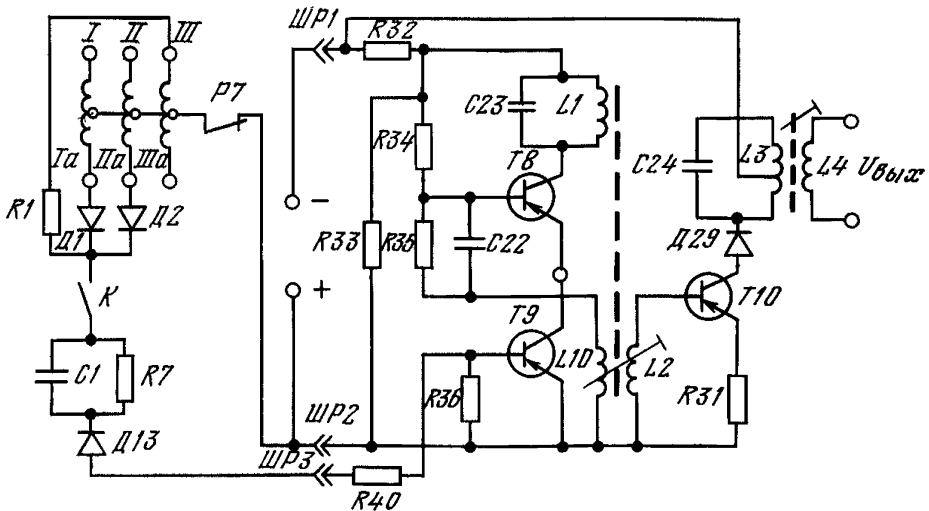 ШР1
R32
I II III
P7
C23
L1
R34
T8
C24
L3
L4
Uвых
Ia IIa IIIa
−
R1
Д1
Д2
R33
R35
C22
Д29
T10
К
+
T9
L1D
L2
C1
R7
R36
R31
ШР2
Д13
ШР3
R40